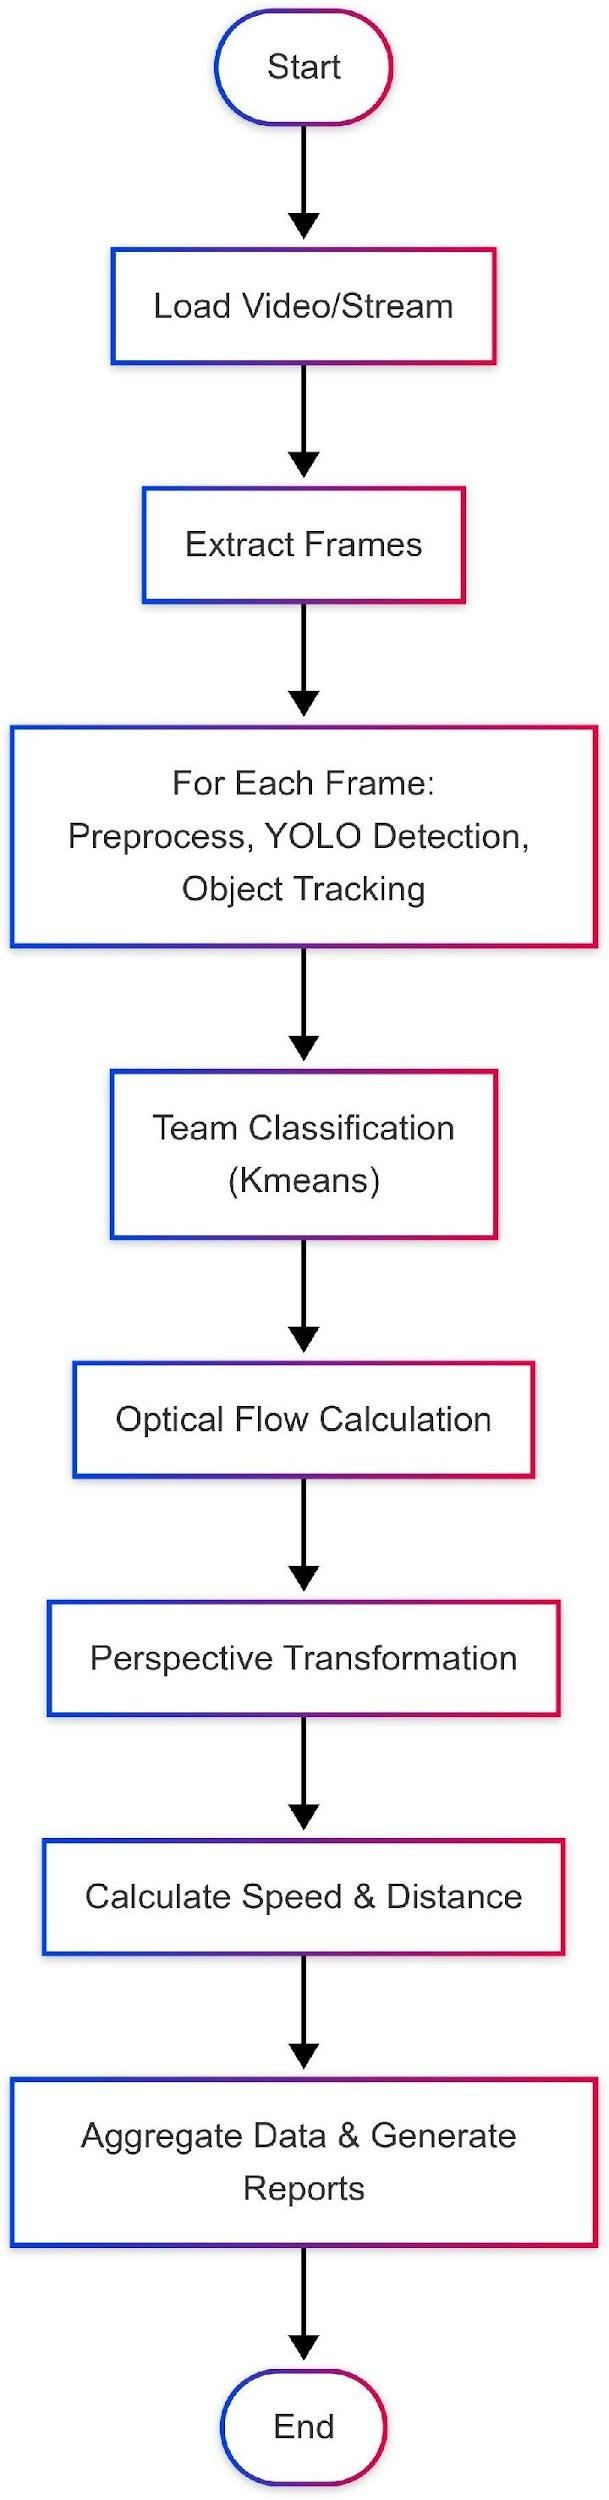 Start
Load Video/Stream
Extract Frames
For Each Frame:
Preprocess, YOLO Detection,
Object Tracking
Team Classification
(Kmeans)
Optical Flow Calculation
Perspective Transformation
Calculate Speed & Distance
Aggregate Data & Generate
Reports
End